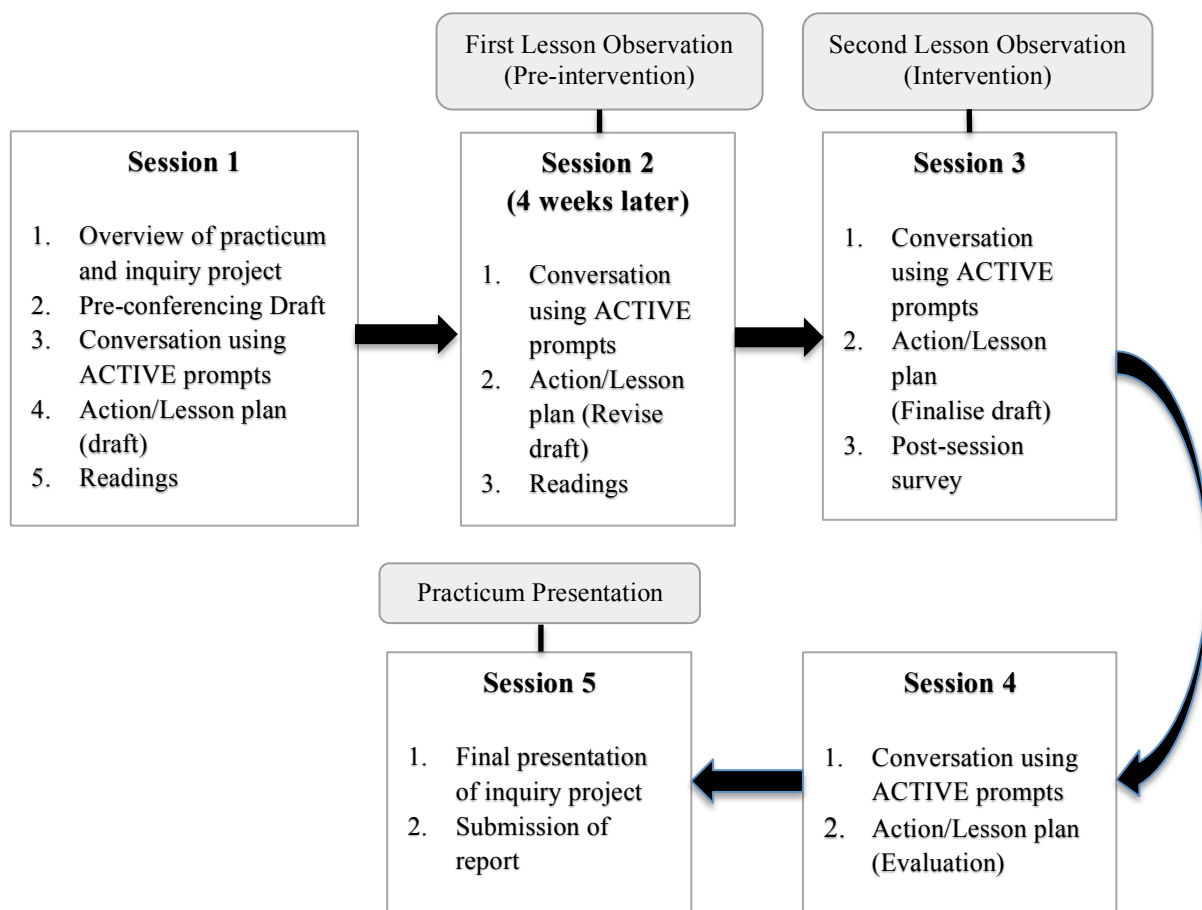 First Lesson Observation
(Pre-intervention)
Second Lesson Observation
(Intervention)
Session 1
1. Overview of practicum
and inquiry project
2. Pre-conferencing Draft
3. Conversation using
ACTIVE prompts
4. Action/Lesson plan
(draft)
5. Readings
Session 2
(4 weeks later)
1. Conversation
using ACTIVE
prompts
2. Action/Lesson
plan (Revise
draft)
3. Readings
Session 3
1. Conversation
using ACTIVE
prompts
2. Action/Lesson
plan
(Finalise draft)
3. Post-session
survey
Practicum Presentation
Session 5
1. Final presentation
of inquiry project
2. Submission of
report
Session 4
1. Conversation using
ACTIVE prompts
2. Action/Lesson plan
(Evaluation)